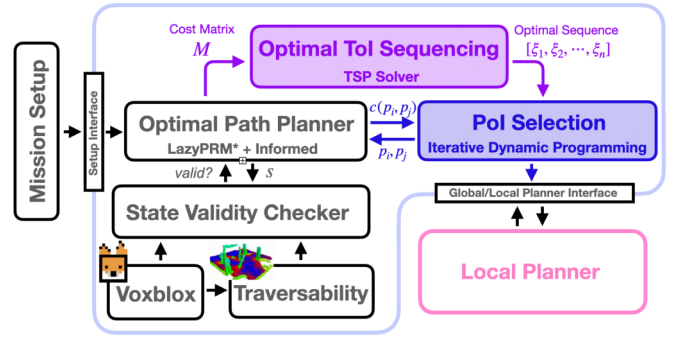 Cost Matrix
M
Optimal ToI Sequencing
TSP Solver
Optimal Sequence
[ξ₁, ξ₂, ⋯, ξₙ]
Mission Setup
Setup Interface
Optimal Path Planner
LazyPRM* + Informed
c(pᵢ, pⱼ)
pᵢ, pⱼ
PoI Selection
Iterative Dynamic Programming
valid?
s
Global/Local Planner Interface
State Validity Checker
Local Planner
Voxblox
Traversability